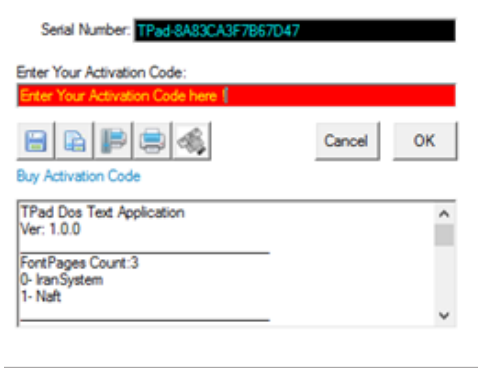 Serial Number: TPad-8A83CA3F7B67D47
Enter Your Activation Code:
Enter Your Activation Code here !
Cancel
OK
Buy Activation Code
TPad Dos Text Application
Ver: 1.0.0
FontPages Count:3
0- IranSystem
1- Naft